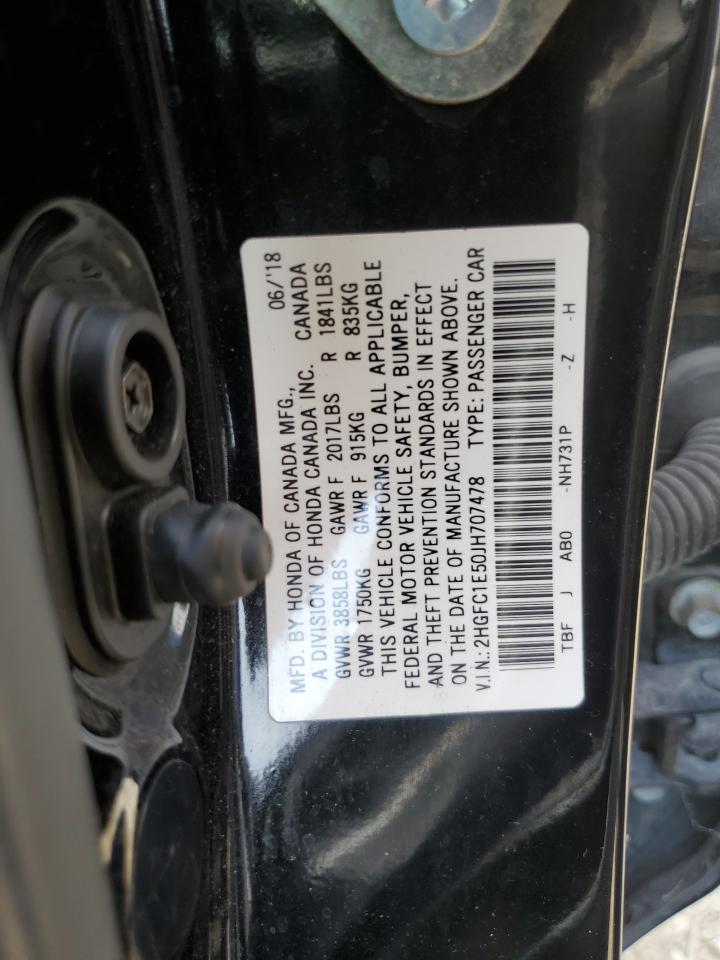 MFD. BY HONDA OF CANADA MFG., 06/'18
A DIVISION OF HONDA CANADA INC. CANADA
GVWR 3858LBS GAWR F 2017LBS R 1841LBS
GVWR 1750KG GAWR F 915KG R 835KG
THIS VEHICLE CONFORMS TO ALL APPLICABLE
FEDERAL MOTOR VEHICLE SAFETY, BUMPER,
AND THEFT PREVENTION STANDARDS IN EFFECT
ON THE DATE OF MANUFACTURE SHOWN ABOVE.
V.I.N.: 2HGFC1E50JH707478 TYPE: PASSENGER CAR
TBF J AB0 -NH731P -Z -H